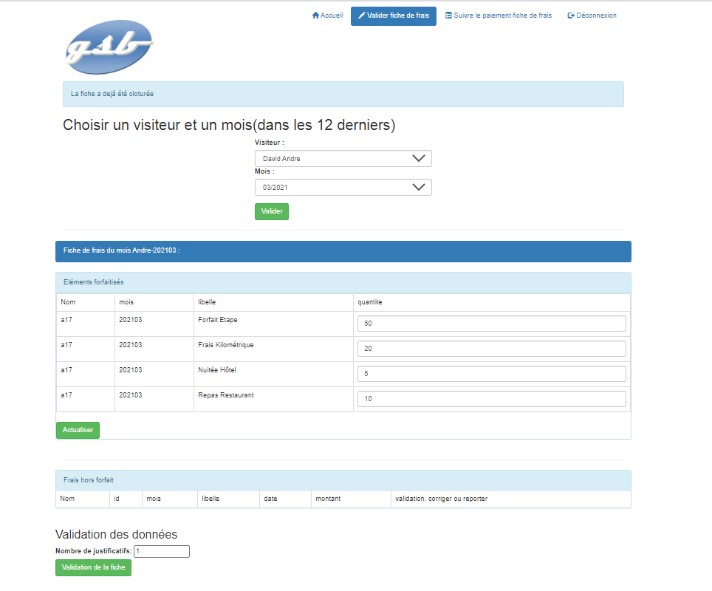 Accueil Valider fiche de frais Suivre le paiement fiche de frais Déconnexion
gsb
La fiche a dejà été cloturée
Choisir un visiteur et un mois(dans les 12 derniers)
Visiteur :
David Andre
Mois :
03/2021
Valider
Fiche de frais du mois Andre-202103 :
Eléments forfaitisés
Nom mois libelle quantite
a17 202103 Forfait Etape 50
a17 202103 Frais Kilométrique 20
a17 202103 Nuitée Hôtel 5
a17 202103 Repas Restaurant 10
Actualiser
Frais hors forfait
Nom id mois libelle date montant validation, corriger ou reporter
Validation des données
Nombre de justificatifs: 1
Validation de la fiche